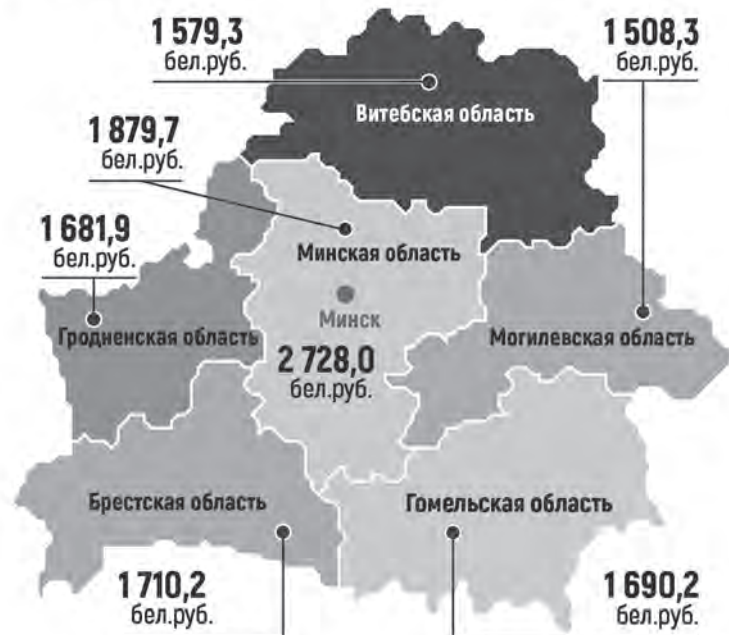 1 579,3
бел.руб.
1 508,3
бел.руб.
Витебская область
1 879,7
бел.руб.
1 681,9
бел.руб.
Минская область
Минск
Гродненская область
Могилевская область
2 728,0
бел.руб.
Брестская область
Гомельская область
1 710,2
бел.руб.
1 690,2
бел.руб.